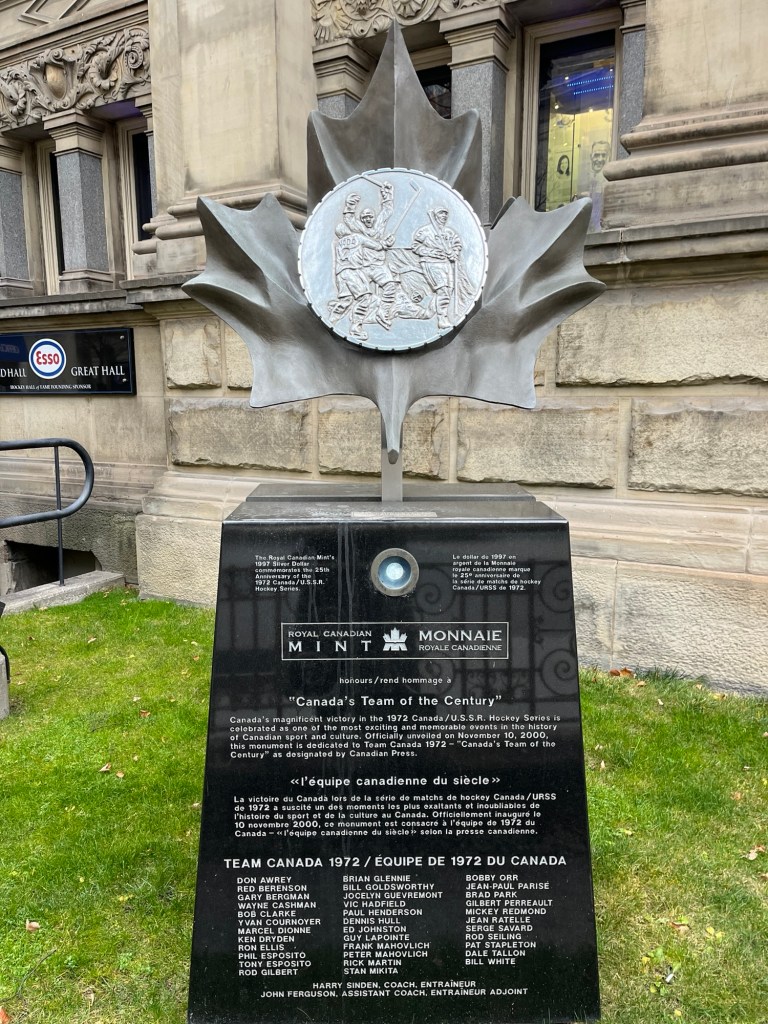 Esso
D HALL GREAT HALL
HOCKEY HALL of FAME FOUNDING SPONSOR
The Royal Canadian Mint's
1997 Silver Dollar
commemorates the 25th
Anniversary of the
1972 Canada/U.S.S.R.
Hockey Series.
Le dollar de 1997 en
argent de la Monnaie
royale canadienne marque
le 25e anniversaire de
la série de matchs de hockey
Canada/URSS de 1972.
ROYAL CANADIAN
MINT
MONNAIE
ROYALE CANADIENNE
honours/rend hommage à
"Canada's Team of the Century"
Canada's magnificent victory in the 1972 Canada/U.S.S.R. Hockey Series is
celebrated as one of the most exciting and memorable events in the history
of Canadian sport and culture. Officially unveiled on November 10, 2000,
this monument is dedicated to Team Canada 1972 – "Canada's Team of the
Century" as designated by Canadian Press.
«l'équipe canadienne du siècle»
La victoire du Canada lors de la série de matchs de hockey Canada/URSS
de 1972 a suscité un des moments les plus exaltants et inoubliables de
l'histoire du sport et de la culture au Canada. Officiellement inauguré le
10 novembre 2000, ce monument est consacré à l'équipe de 1972 du
Canada – «l'équipe canadienne du siècle» selon la presse canadienne.
TEAM CANADA 1972 / ÉQUIPE DE 1972 DU CANADA
DON AWREY
RED BERENSON
GARY BERGMAN
WAYNE CASHMAN
BOB CLARKE
YVAN COURNOYER
MARCEL DIONNE
KEN DRYDEN
RON ELLIS
PHIL ESPOSITO
TONY ESPOSITO
ROD GILBERT
BRIAN GLENNIE
BILL GOLDSWORTHY
JOCELYN GUEVREMONT
VIC HADFIELD
PAUL HENDERSON
DENNIS HULL
ED JOHNSTON
GUY LAPOINTE
FRANK MAHOVLICH
PETER MAHOVLICH
RICK MARTIN
STAN MIKITA
BOBBY ORR
JEAN-PAUL PARISÉ
BRAD PARK
GILBERT PERREAULT
MICKEY REDMOND
JEAN RATELLE
SERGE SAVARD
ROD SEILING
PAT STAPLETON
DALE TALLON
BILL WHITE
HARRY SINDEN, COACH, ENTRAÎNEUR
JOHN FERGUSON, ASSISTANT COACH, ENTRAÎNEUR ADJOINT